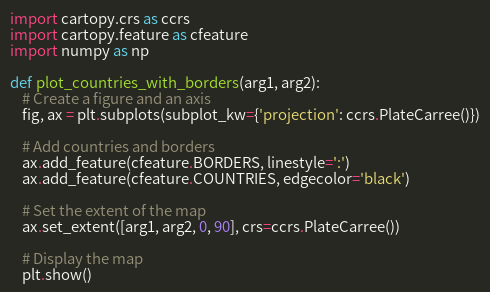 import cartopy.crs as ccrs
import cartopy.feature as cfeature
import numpy as np

def plot_countries_with_borders(arg1, arg2):
    # Create a figure and an axis
    fig, ax = plt.subplots(subplot_kw={'projection': ccrs.PlateCarree()})

    # Add countries and borders
    ax.add_feature(cfeature.BORDERS, linestyle=':')
    ax.add_feature(cfeature.COUNTRIES, edgecolor='black')

    # Set the extent of the map
    ax.set_extent([arg1, arg2, 0, 90], crs=ccrs.PlateCarree())

    # Display the map
    plt.show()